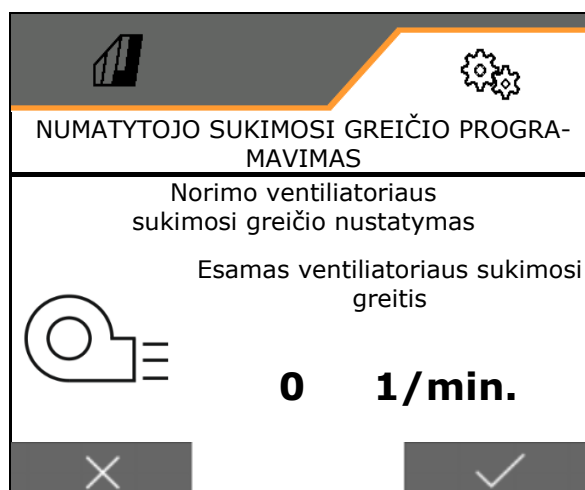 NUMATYTOJO SUKIMOSI GREIČIO PROGRA-
MAVIMAS
Norimo ventiliatoriaus
sukimosi greičio nustatymas
Esamas ventiliatoriaus sukimosi
greitis
0 1/min.